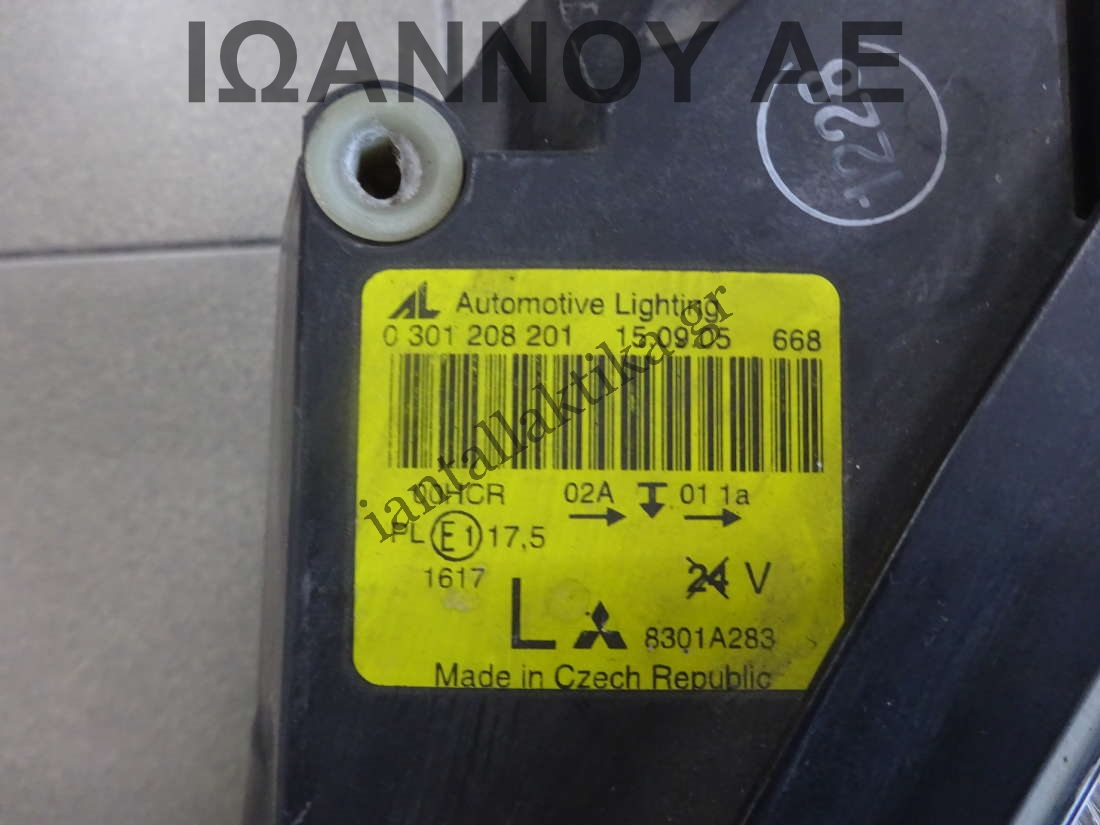 ΙΩΑΝΝΟΥ ΑΕ
-1228
AL Automotive Lighting
0 301 208 201 15.09.05 668
HCR 02A 01 1a
PL E1 17,5
1617
24 V
L 8301A283
Made in Czech Republic
iantallaktika.gr